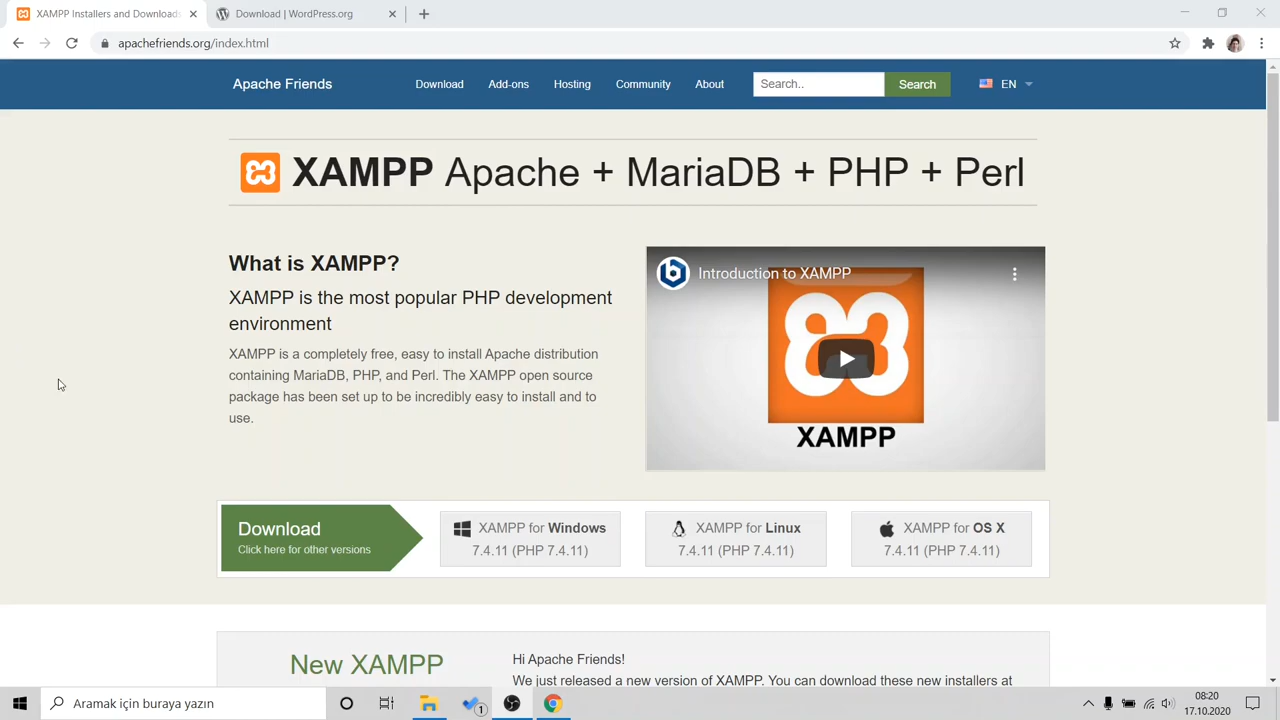 XAMPP Installers and Downloads
Download | WordPress.org
apachefriends.org/index.html
Apache Friends
Download
Add-ons
Hosting
Community
About
Search..
Search
EN
XAMPP Apache + MariaDB + PHP + Perl
What is XAMPP?
XAMPP is the most popular PHP development
environment
XAMPP is a completely free, easy to install Apache distribution
containing MariaDB, PHP, and Perl. The XAMPP open source
package has been set up to be incredibly easy to install and to
use.
Introduction to XAMPP
XAMPP
Download
Click here for other versions
XAMPP for Windows
7.4.11 (PHP 7.4.11)
XAMPP for Linux
7.4.11 (PHP 7.4.11)
XAMPP for OS X
7.4.11 (PHP 7.4.11)
New XAMPP
Hi Apache Friends!
We just released a new version of XAMPP. You can download these new installers at
Aramak için buraya yazın
1
08:20
17.10.2020